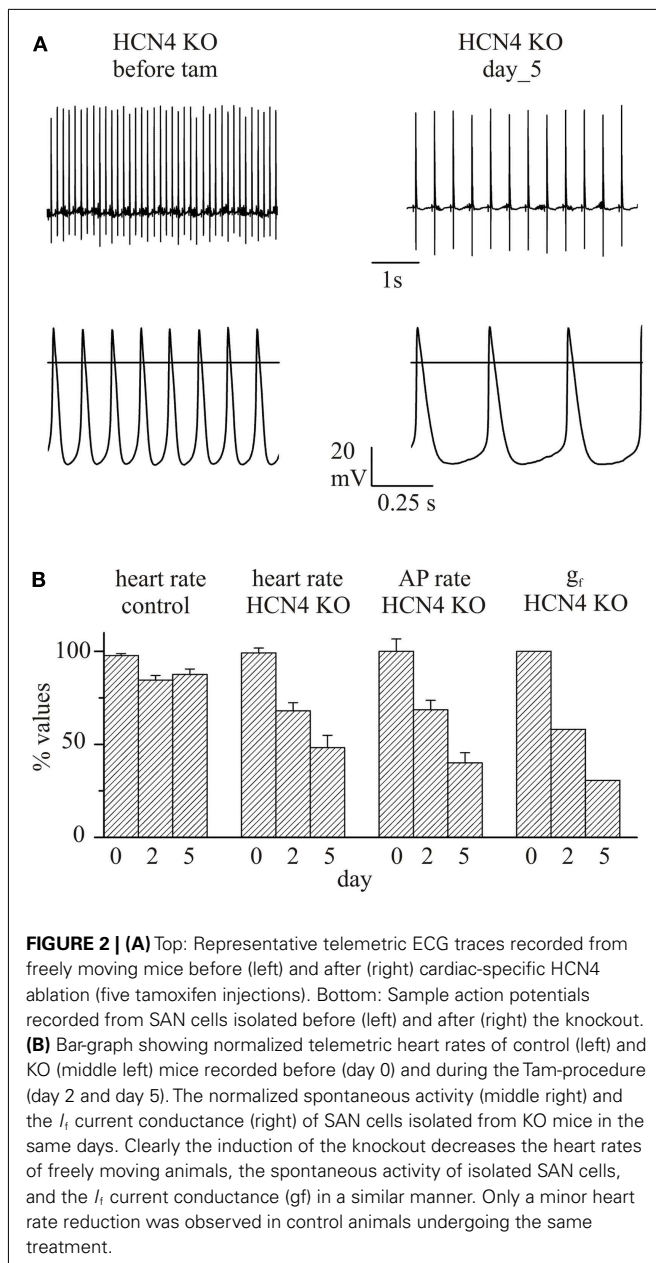 A
HCN4 KO
before tam
HCN4 KO
day_5
1s
20
mV
0.25 s
B
heart rate
control
heart rate
HCN4 KO
AP rate
HCN4 KO
gf
HCN4 KO
100
50
0
% values
0 2 5 0 2 5 0 2 5 0 2 5
day
FIGURE 2 | (A) Top: Representative telemetric ECG traces recorded from
freely moving mice before (left) and after (right) cardiac-specific HCN4
ablation (five tamoxifen injections). Bottom: Sample action potentials
recorded from SAN cells isolated before (left) and after (right) the knockout.
(B) Bar-graph showing normalized telemetric heart rates of control (left) and
KO (middle left) mice recorded before (day 0) and during the Tam-procedure
(day 2 and day 5). The normalized spontaneous activity (middle right) and
the If current conductance (right) of SAN cells isolated from KO mice in the
same days. Clearly the induction of the knockout decreases the heart rates
of freely moving animals, the spontaneous activity of isolated SAN cells,
and the If current conductance (gf) in a similar manner. Only a minor heart
rate reduction was observed in control animals undergoing the same
treatment.